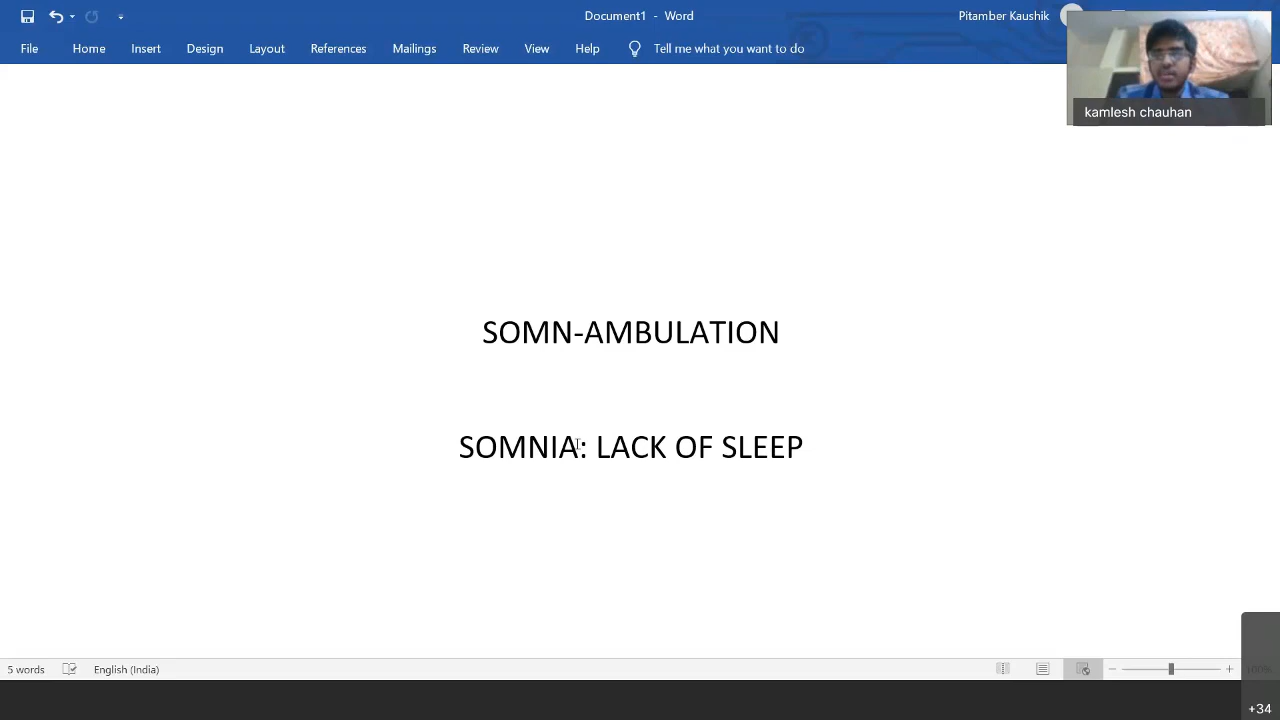 Document1 - Word
Pitamber Kaushik
File Home Insert Design Layout References Mailings Review View Help Tell me what you want to do
kamlesh chauhan
SOMN-AMBULATION
SOMNIA: LACK OF SLEEP
5 words English (India)
100%
+34